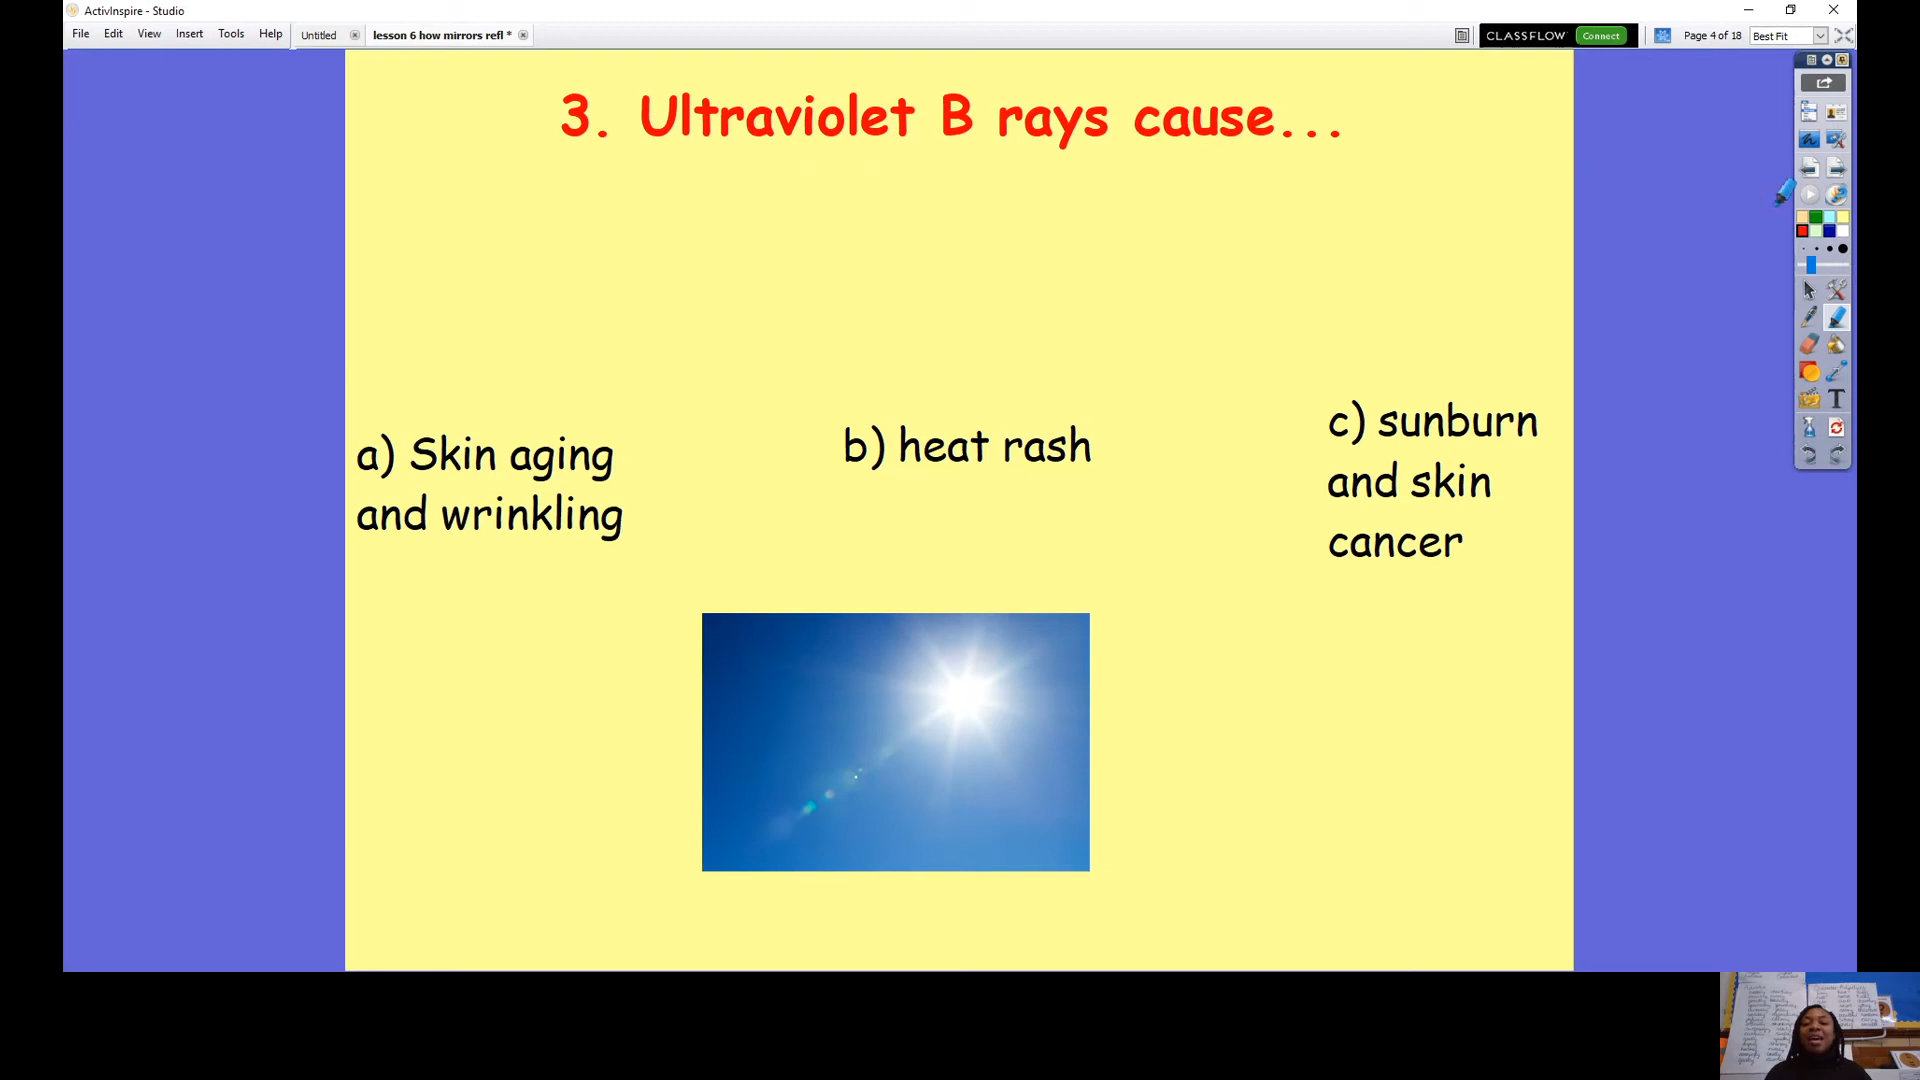 ActivInspire - Studio
File Edit View Insert Tools Help
Untitled
lesson 6 how mirrors refl *
CLASSFLOW Connect
Page 4 of 18
Best Fit
3. Ultraviolet B rays cause...
a) Skin aging
and wrinkling
b) heat rash
c) sunburn
and skin
cancer
T